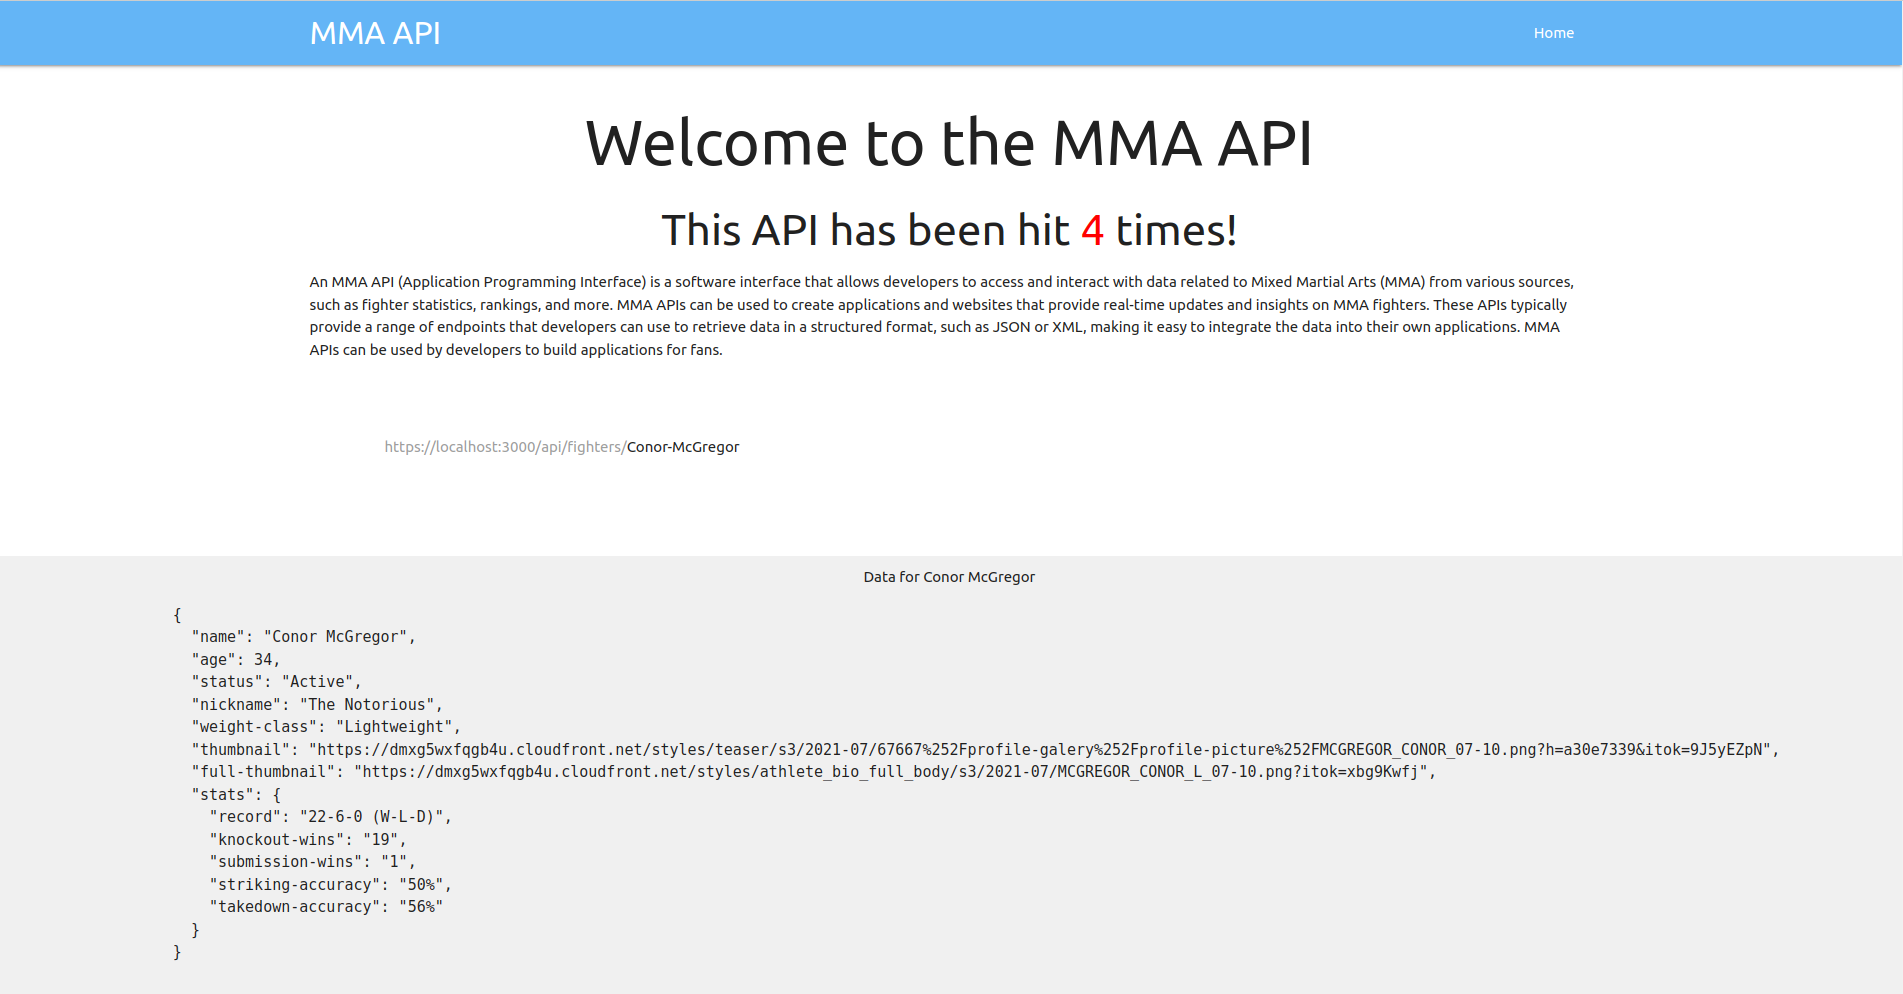 MMA API
Home
Welcome to the MMA API
This API has been hit 4 times!
An MMA API (Application Programming Interface) is a software interface that allows developers to access and interact with data related to Mixed Martial Arts (MMA) from various sources,
such as fighter statistics, rankings, and more. MMA APIs can be used to create applications and websites that provide real-time updates and insights on MMA fighters. These APIs typically
provide a range of endpoints that developers can use to retrieve data in a structured format, such as JSON or XML, making it easy to integrate the data into their own applications. MMA
APIs can be used by developers to build applications for fans.
https://localhost:3000/api/fighters/Conor-McGregor
Data for Conor McGregor
{
  "name": "Conor McGregor",
  "age": 34,
  "status": "Active",
  "nickname": "The Notorious",
  "weight-class": "Lightweight",
  "thumbnail": "https://dmxg5wxfqgb4u.cloudfront.net/styles/teaser/s3/2021-07/67667%252Fprofile-galery%252Fprofile-picture%252FMCGREGOR_CONOR_07-10.png?h=a30e7339&itok=9J5yEZpN",
  "full-thumbnail": "https://dmxg5wxfqgb4u.cloudfront.net/styles/athlete_bio_full_body/s3/2021-07/MCGREGOR_CONOR_L_07-10.png?itok=xbg9Kwfj",
  "stats": {
    "record": "22-6-0 (W-L-D)",
    "knockout-wins": "19",
    "submission-wins": "1",
    "striking-accuracy": "50%",
    "takedown-accuracy": "56%"
  }
}